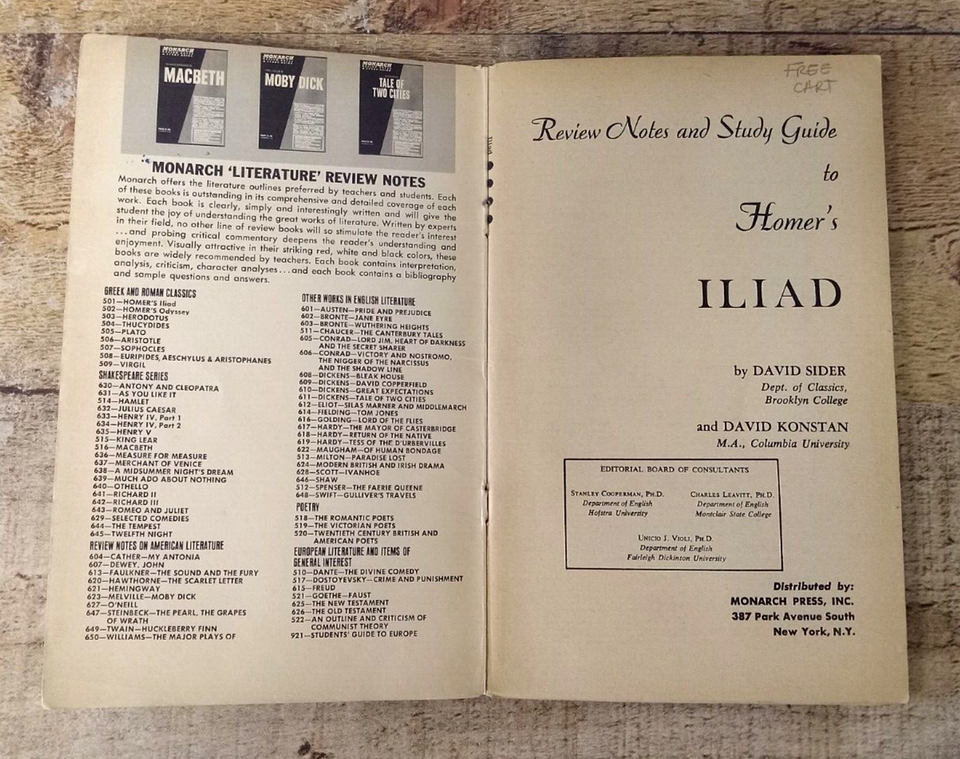 MONARCH
MACBETH
MONARCH
MOBY DICK
MONARCH
TALE OF
TWO CITIES
MONARCH 'LITERATURE' REVIEW NOTES
Monarch offers the literature outlines preferred by teachers and students. Each
of these books is outstanding in its comprehensive and detailed coverage of each
work. Each book is clearly, simply and interestingly written and will give the
student the joy of understanding the great works of literature. Written by experts
in their field, no other line of review books will so stimulate the reader's interest
...and probing critical commentary deepens the reader's understanding and
enjoyment. Visually attractive in their striking red, white and black colors, these
books are widely recommended by teachers. Each book contains interpretation,
analysis, criticism, character analyses...and each book contains a bibliography
and sample questions and answers.
GREEK AND ROMAN CLASSICS
501—HOMER'S Iliad
502—HOMER'S Odyssey
503—HERODOTUS
504—THUCYDIDES
505—PLATO
506—ARISTOTLE
507—SOPHOCLES
508—EURIPIDES, AESCHYLUS & ARISTOPHANES
509—VIRGIL
SHAKESPEARE SERIES
630—ANTONY AND CLEOPATRA
631—AS YOU LIKE IT
514—HAMLET
632—JULIUS CAESAR
633—HENRY IV, Part 1
634—HENRY IV, Part 2
635—HENRY V
515—KING LEAR
516—MACBETH
636—MEASURE FOR MEASURE
637—MERCHANT OF VENICE
638—A MIDSUMMER NIGHT'S DREAM
639—MUCH ADO ABOUT NOTHING
640—OTHELLO
641—RICHARD II
642—RICHARD III
643—ROMEO AND JULIET
629—SELECTED COMEDIES
644—THE TEMPEST
645—TWELFTH NIGHT
REVIEW NOTES ON AMERICAN LITERATURE
604—CATHER—MY ANTONIA
607—DEWEY, JOHN
613—FAULKNER—THE SOUND AND THE FURY
620—HAWTHORNE—THE SCARLET LETTER
621—HEMINGWAY
623—MELVILLE—MOBY DICK
627—O'NEILL
647—STEINBECK—THE PEARL, THE GRAPES
OF WRATH
649—TWAIN—HUCKLEBERRY FINN
650—WILLIAMS—THE MAJOR PLAYS OF
OTHER WORKS IN ENGLISH LITERATURE
601—AUSTEN—PRIDE AND PREJUDICE
602—BRONTE—JANE EYRE
603—BRONTE—WUTHERING HEIGHTS
511—CHAUCER—THE CANTERBURY TALES
605—CONRAD—LORD JIM, HEART OF DARKNESS
AND THE SECRET SHARER
606—CONRAD—VICTORY AND NOSTROMO,
THE NIGGER OF THE NARCISSUS
AND THE SHADOW LINE
608—DICKENS—BLEAK HOUSE
609—DICKENS—DAVID COPPERFIELD
610—DICKENS—GREAT EXPECTATIONS
611—DICKENS—TALE OF TWO CITIES
612—ELIOT—SILAS MARNER AND MIDDLEMARCH
614—FIELDING—TOM JONES
616—GOLDING—LORD OF THE FLIES
617—HARDY—THE MAYOR OF CASTERBRIDGE
618—HARDY—RETURN OF THE NATIVE
619—HARDY—TESS OF THE D'URBERVILLES
622—MAUGHAM—OF HUMAN BONDAGE
513—MILTON—PARADISE LOST
624—MODERN BRITISH AND IRISH DRAMA
628—SCOTT—IVANHOE
646—SHAW
512—SPENSER—THE FAERIE QUEENE
648—SWIFT—GULLIVER'S TRAVELS
POETRY
518—THE ROMANTIC POETS
519—THE VICTORIAN POETS
520—TWENTIETH CENTURY BRITISH AND
AMERICAN POETS
EUROPEAN LITERATURE AND ITEMS OF
GENERAL INTEREST
510—DANTE—THE DIVINE COMEDY
517—DOSTOYEVSKY—CRIME AND PUNISHMENT
615—FREUD
521—GOETHE—FAUST
625—THE NEW TESTAMENT
626—THE OLD TESTAMENT
522—AN OUTLINE AND CRITICISM OF
COMMUNIST THEORY
921—STUDENTS' GUIDE TO EUROPE
FREE
CART
Review Notes and Study Guide
to
Homer's
ILIAD
by DAVID SIDER
Dept. of Classics,
Brooklyn College
and DAVID KONSTAN
M.A., Columbia University
EDITORIAL BOARD OF CONSULTANTS
STANLEY COOPERMAN, PH.D.
Department of English
Hofstra University
CHARLES LEAVITT, PH.D.
Department of English
Montclair State College
UNICIO J. VIOLI, PH.D.
Department of English
Fairleigh Dickinson University
Distributed by:
MONARCH PRESS, INC.
387 Park Avenue South
New York, N.Y.